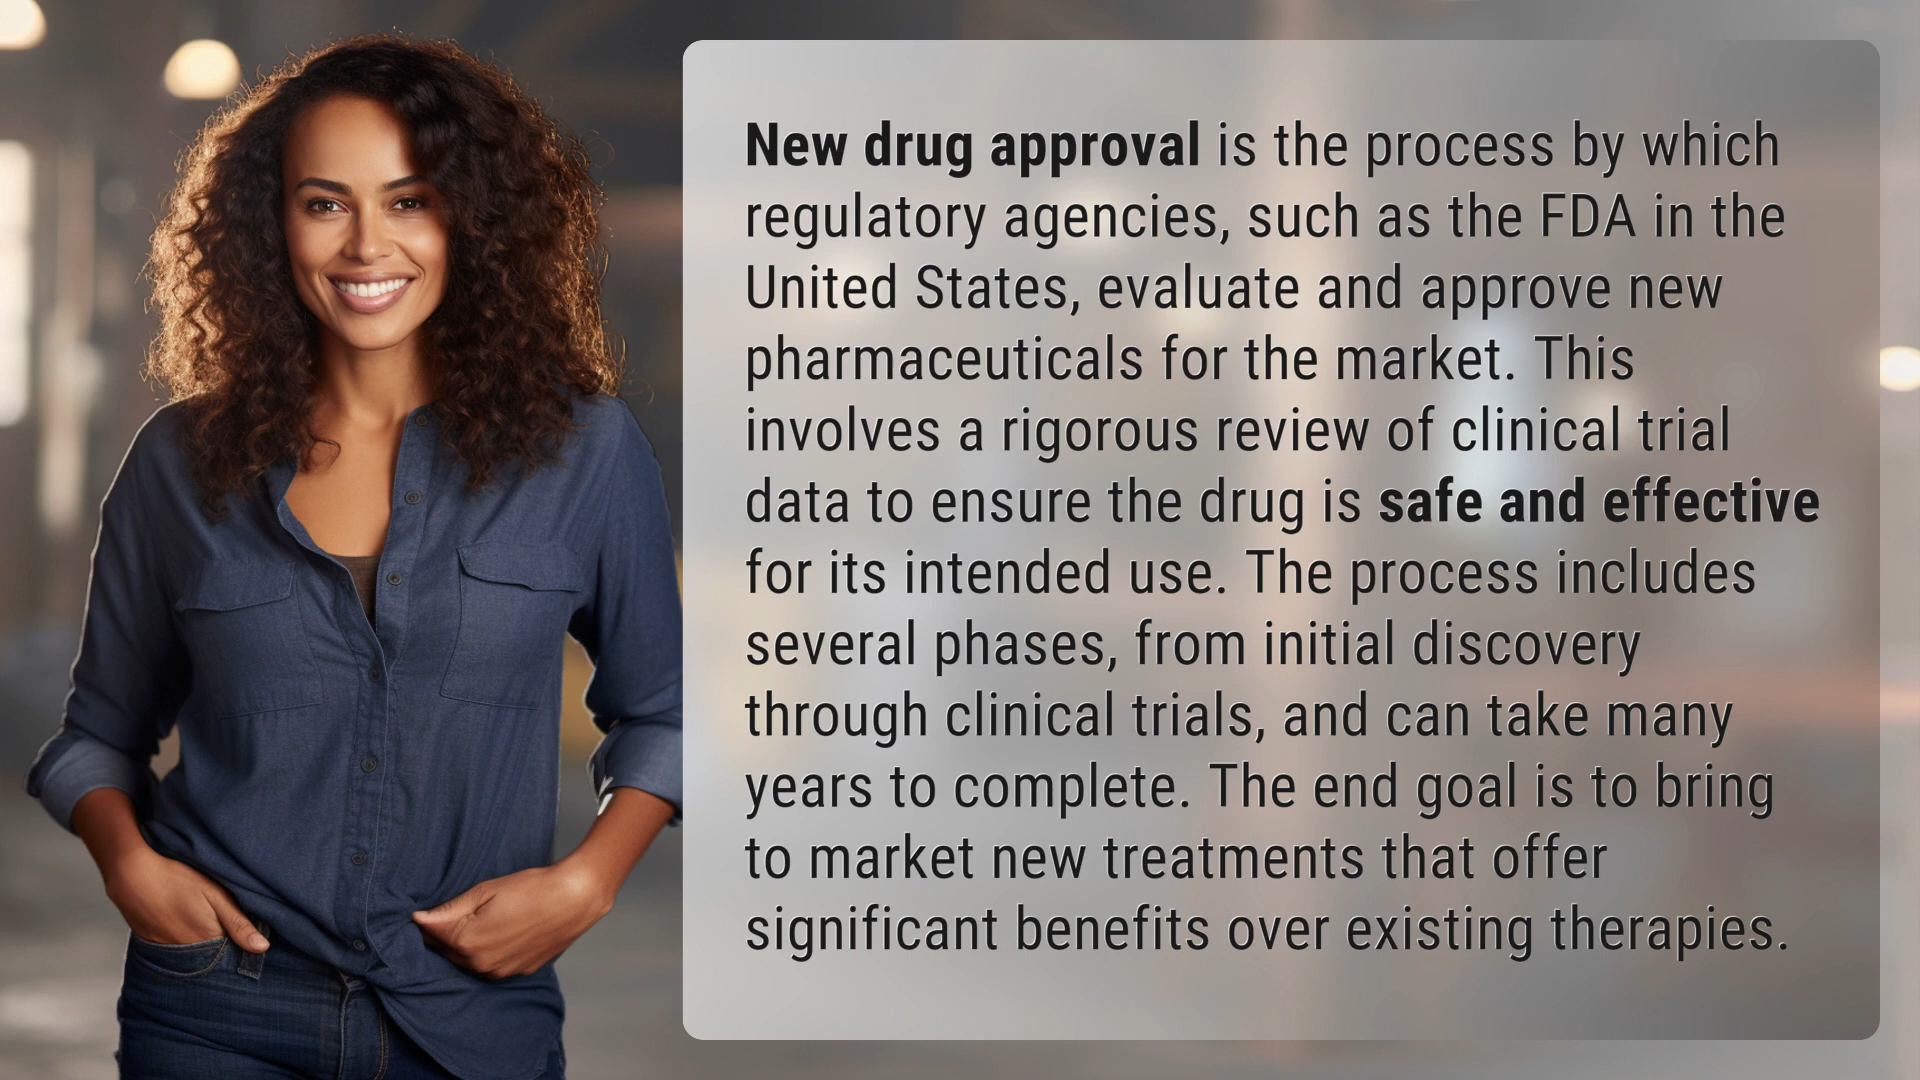 New drug approval is the process by which
regulatory agencies, such as the FDA in the
United States, evaluate and approve new
pharmaceuticals for the market. This
involves a rigorous review of clinical trial
data to ensure the drug is safe and effective
for its intended use. The process includes
several phases, from initial discovery
through clinical trials, and can take many
years to complete. The end goal is to bring
to market new treatments that offer
significant benefits over existing therapies.